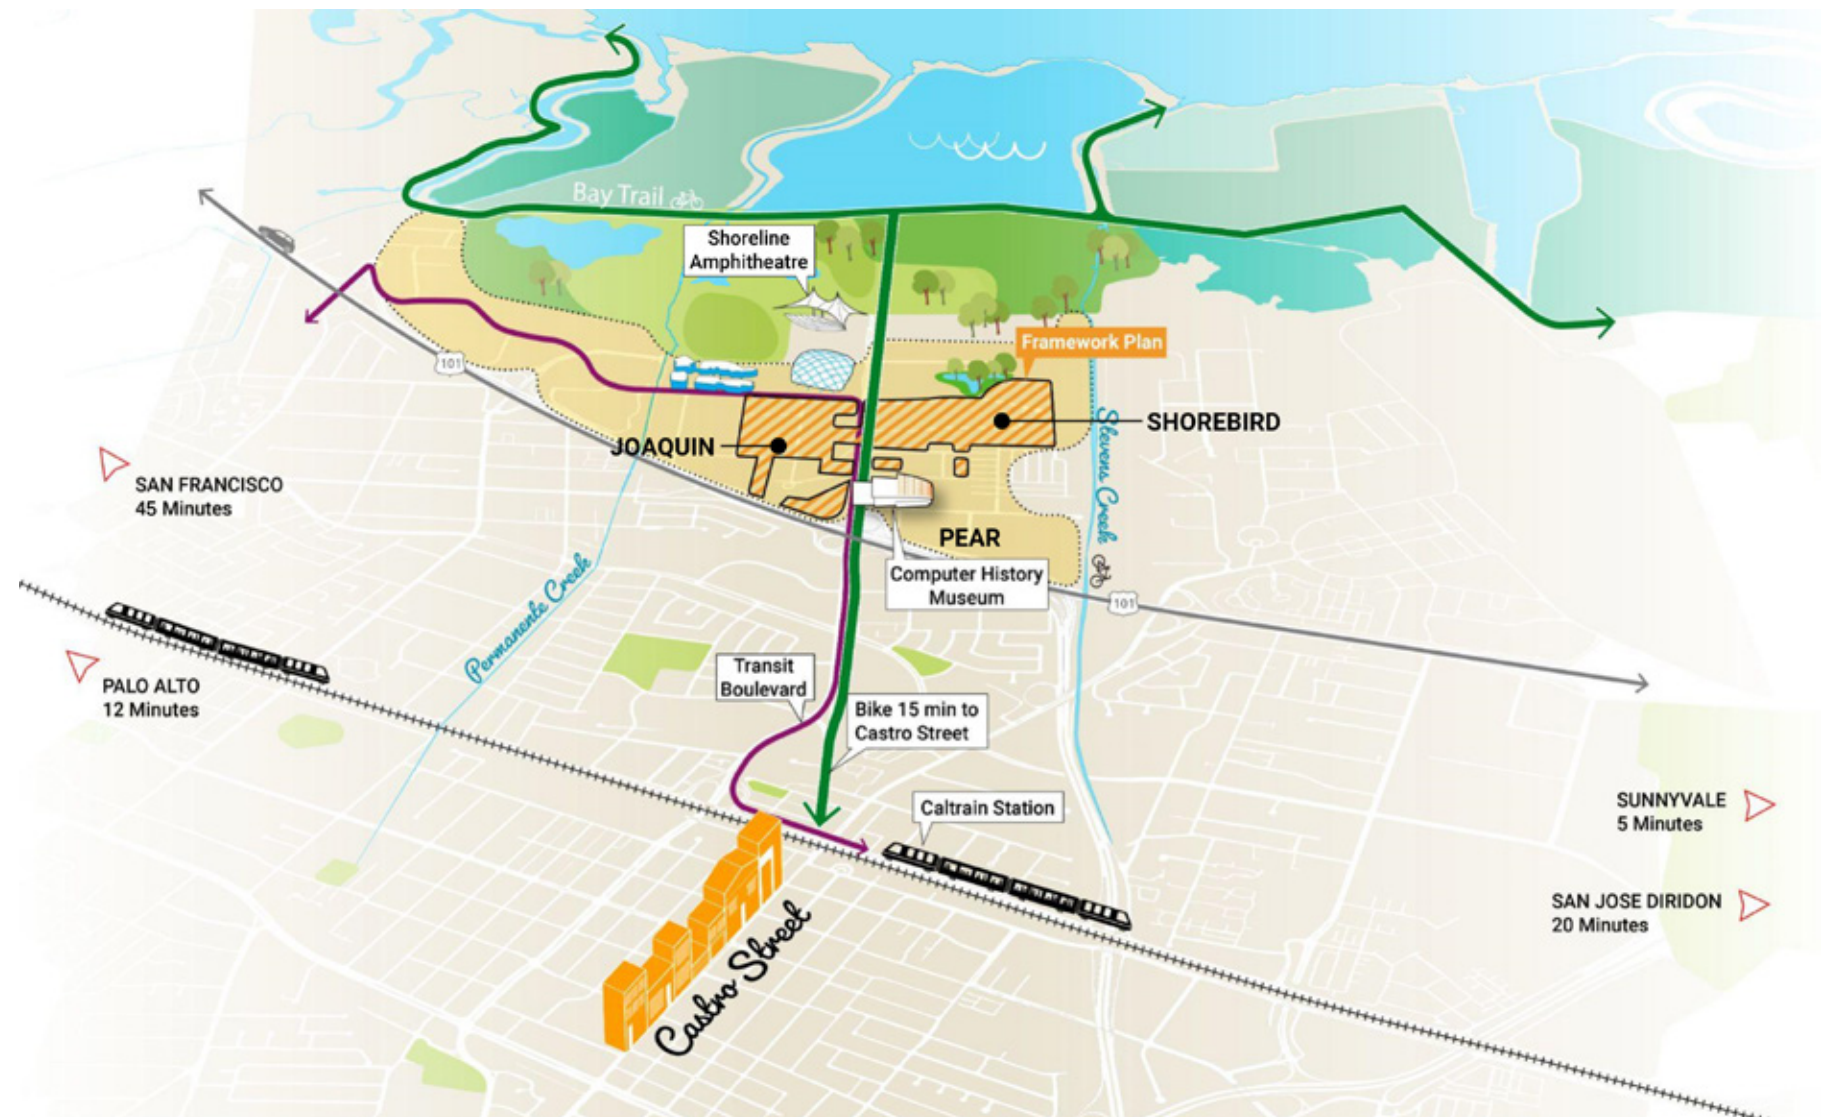 Bay Trail
Shoreline
Amphitheatre
Framework Plan
101
SHOREBIRD
JOAQUIN
Stevens Creek
SAN FRANCISCO
45 Minutes
PEAR
Computer History
Museum
101
Permanente Creek
Transit
Boulevard
PALO ALTO
12 Minutes
Bike 15 min to
Castro Street
Caltrain Station
SUNNYVALE
5 Minutes
SAN JOSE DIRIDON
20 Minutes
Castro Street